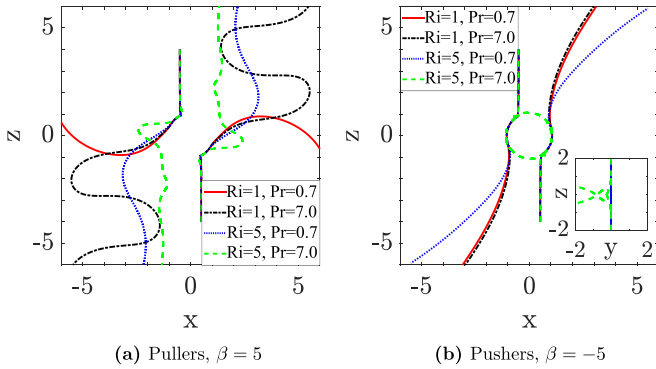 5
0
-5
z
-5
0
5
x
Ri=1, Pr=0.7
Ri=1, Pr=7.0
Ri=5, Pr=0.7
Ri=5, Pr=7.0
(a) Pullers, β = 5
5
0
-5
z
-5
0
5
x
Ri=1, Pr=0.7
Ri=1, Pr=7.0
Ri=5, Pr=0.7
Ri=5, Pr=7.0
2
z
-2
-2
2
y
(b) Pushers, β = −5